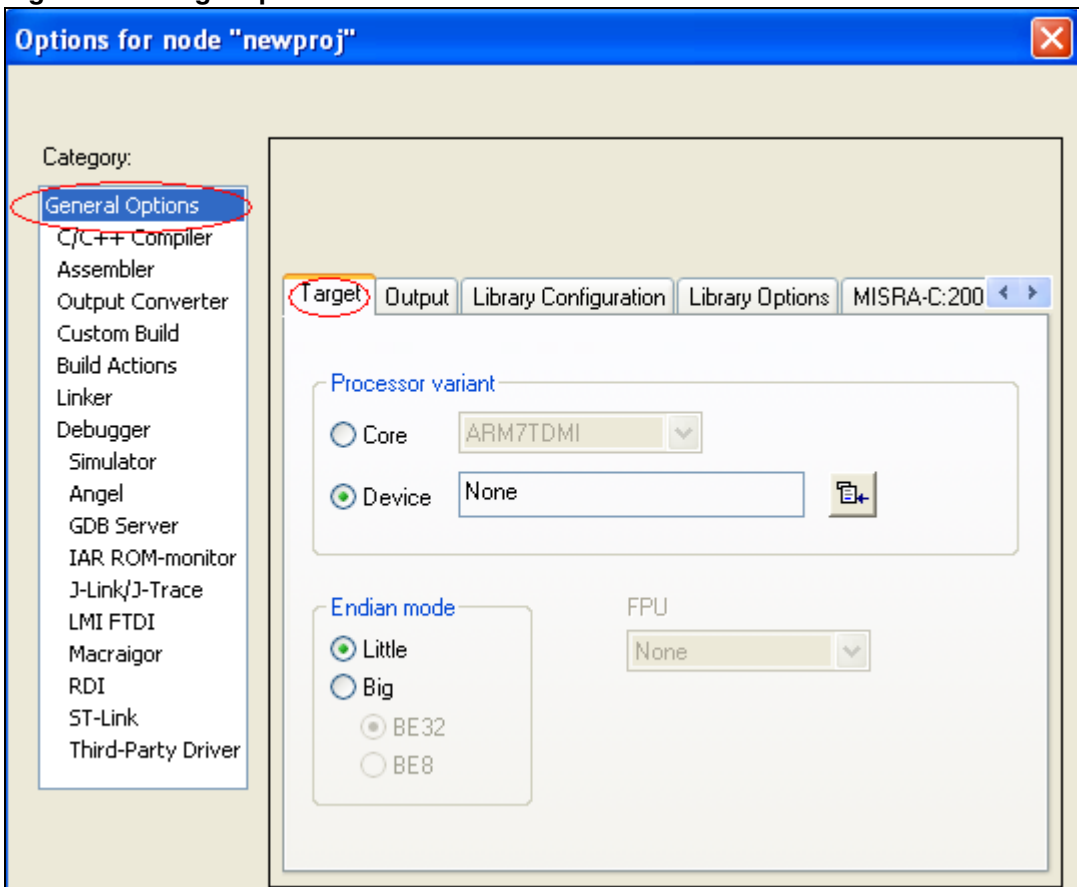 Options for node "newproj"
Category:
General Options
C/C++ Compiler
Assembler
Output Converter
Custom Build
Build Actions
Linker
Debugger
Simulator
Angel
GDB Server
IAR ROM-monitor
J-Link/J-Trace
LMI FTDI
Macraigor
RDI
ST-Link
Third-Party Driver
Target Output Library Configuration Library Options MISRA-C:200
Processor variant
Core ARM7TDMI
Device None
Endian mode
Little
Big
BE32
BE8
FPU
None